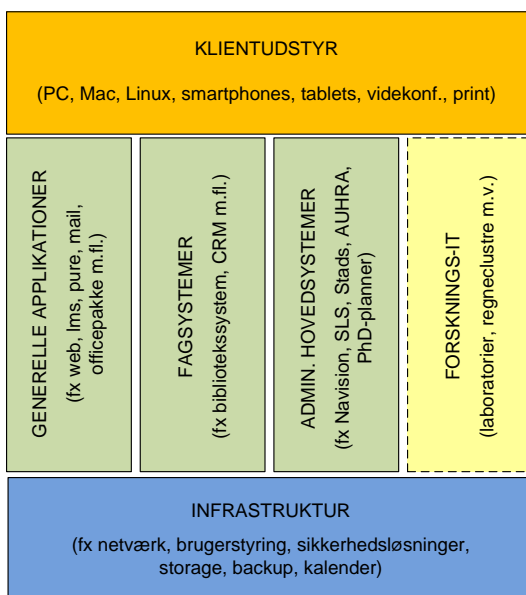 KLIENTUDSTYR
(PC, Mac, Linux, smartphones, tablets, videkonf., print)
GENERELLE APPLIKATIONER
(fx web, lms, pure, mail,
officepakke m.fl.)
FAGSYSTEMER
(fx bibliotekssystem, CRM m.fl.)
ADMIN. HOVEDSYSTEMER
(fx Navision, SLS, Stads, AUHRA,
PhD-planner)
FORSKNINGS-IT
(laboratorier, regneclustre m.v.)
INFRASTRUKTUR
(fx netværk, brugerstyring, sikkerhedsløsninger,
storage, backup, kalender)